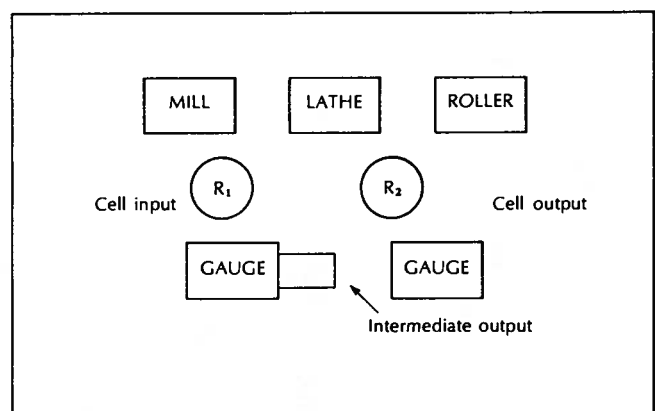 MILL LATHE ROLLER
R₁ R₂
Cell input Cell output
GAUGE GAUGE
Intermediate output